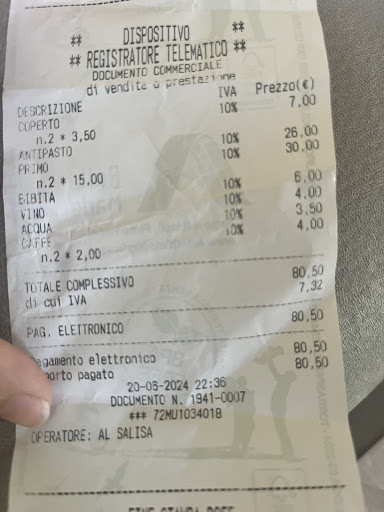 ** DISPOSITIVO **
** REGISTRATORE TELEMATICO **
DOCUMENTO COMMERCIALE
di vendita o prestazione
DESCRIZIONE IVA Prezzo(€)
COPERTO 10% 7,00
n.2 * 3,50
ANTIPASTO 10% 26,00
PRIMO 10% 30,00
n.2 * 15,00
BIBITA 10% 6,00
VINO 10% 4,00
ACQUA 10% 3,50
CAFFE' 10% 4,00
n.2 * 2,00
TOTALE COMPLESSIVO 80,50
di cui IVA 7,32
PAG. ELETTRONICO 80,50
Pagamento elettronico 80,50
pagato 80,50
20-05-2024 22:36
DOCUMENTO N. 1941-0007
*** 72MU1034018
OPERATORE: AL SALISA